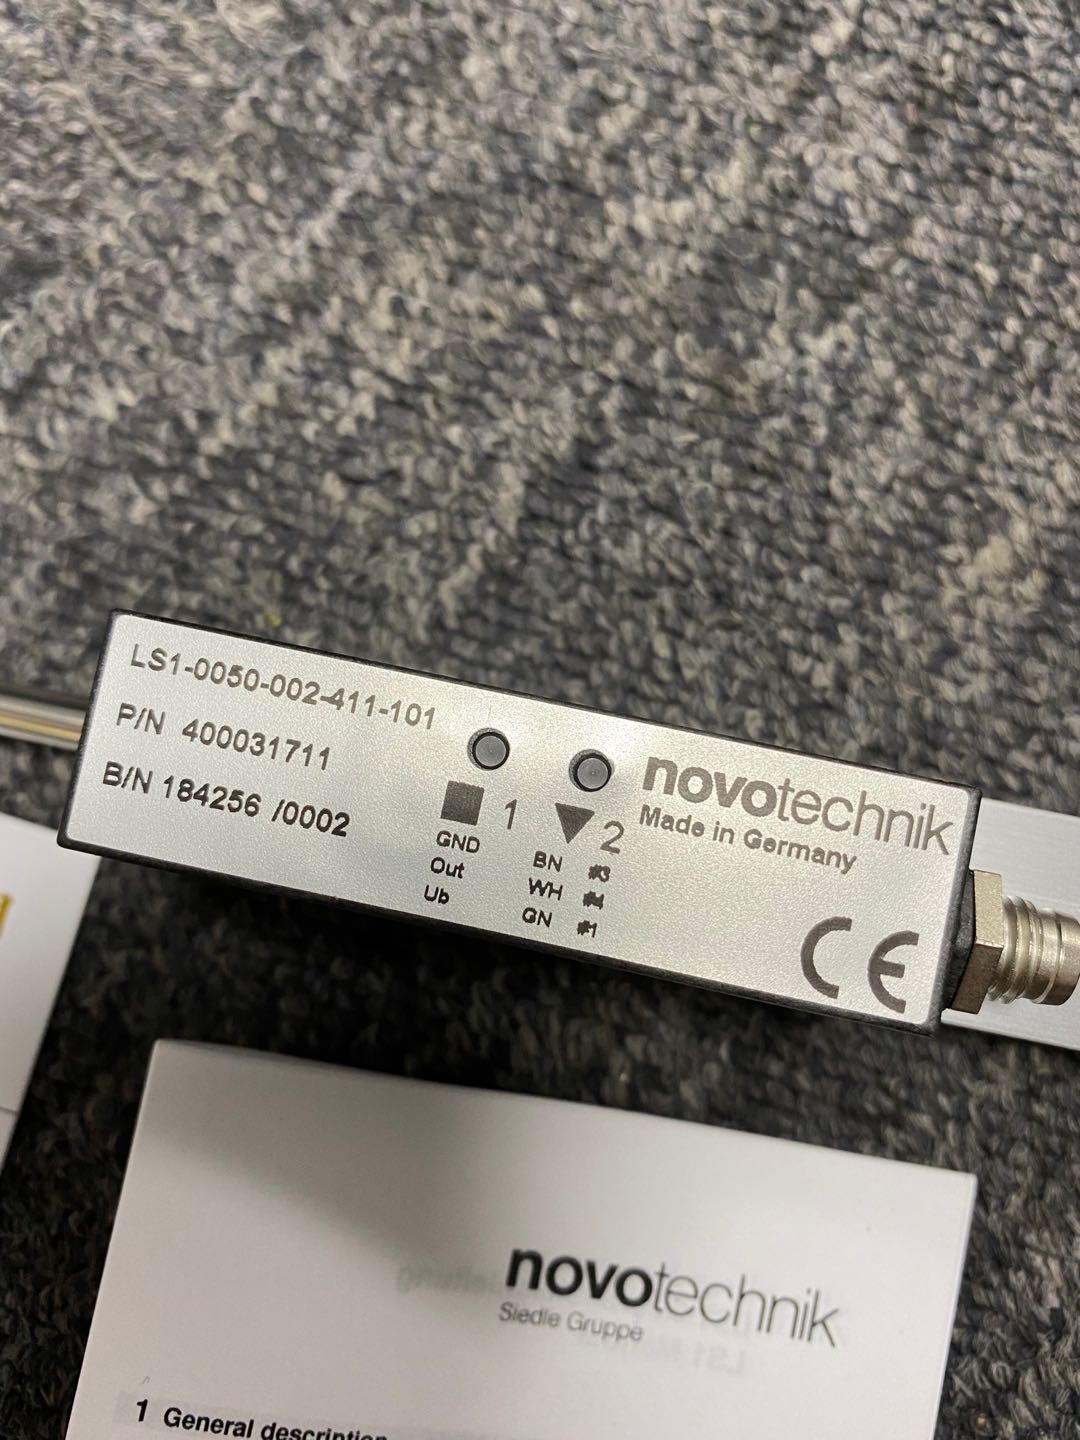 LS1-0050-002-411-101
P/N 400031711
B/N 184256 /0002
1 2
GND BN #3
Out WH #4
Ub GN #1
novotechnik
Made in Germany
CE
novotechnik
Siedle Gruppe
1 General description